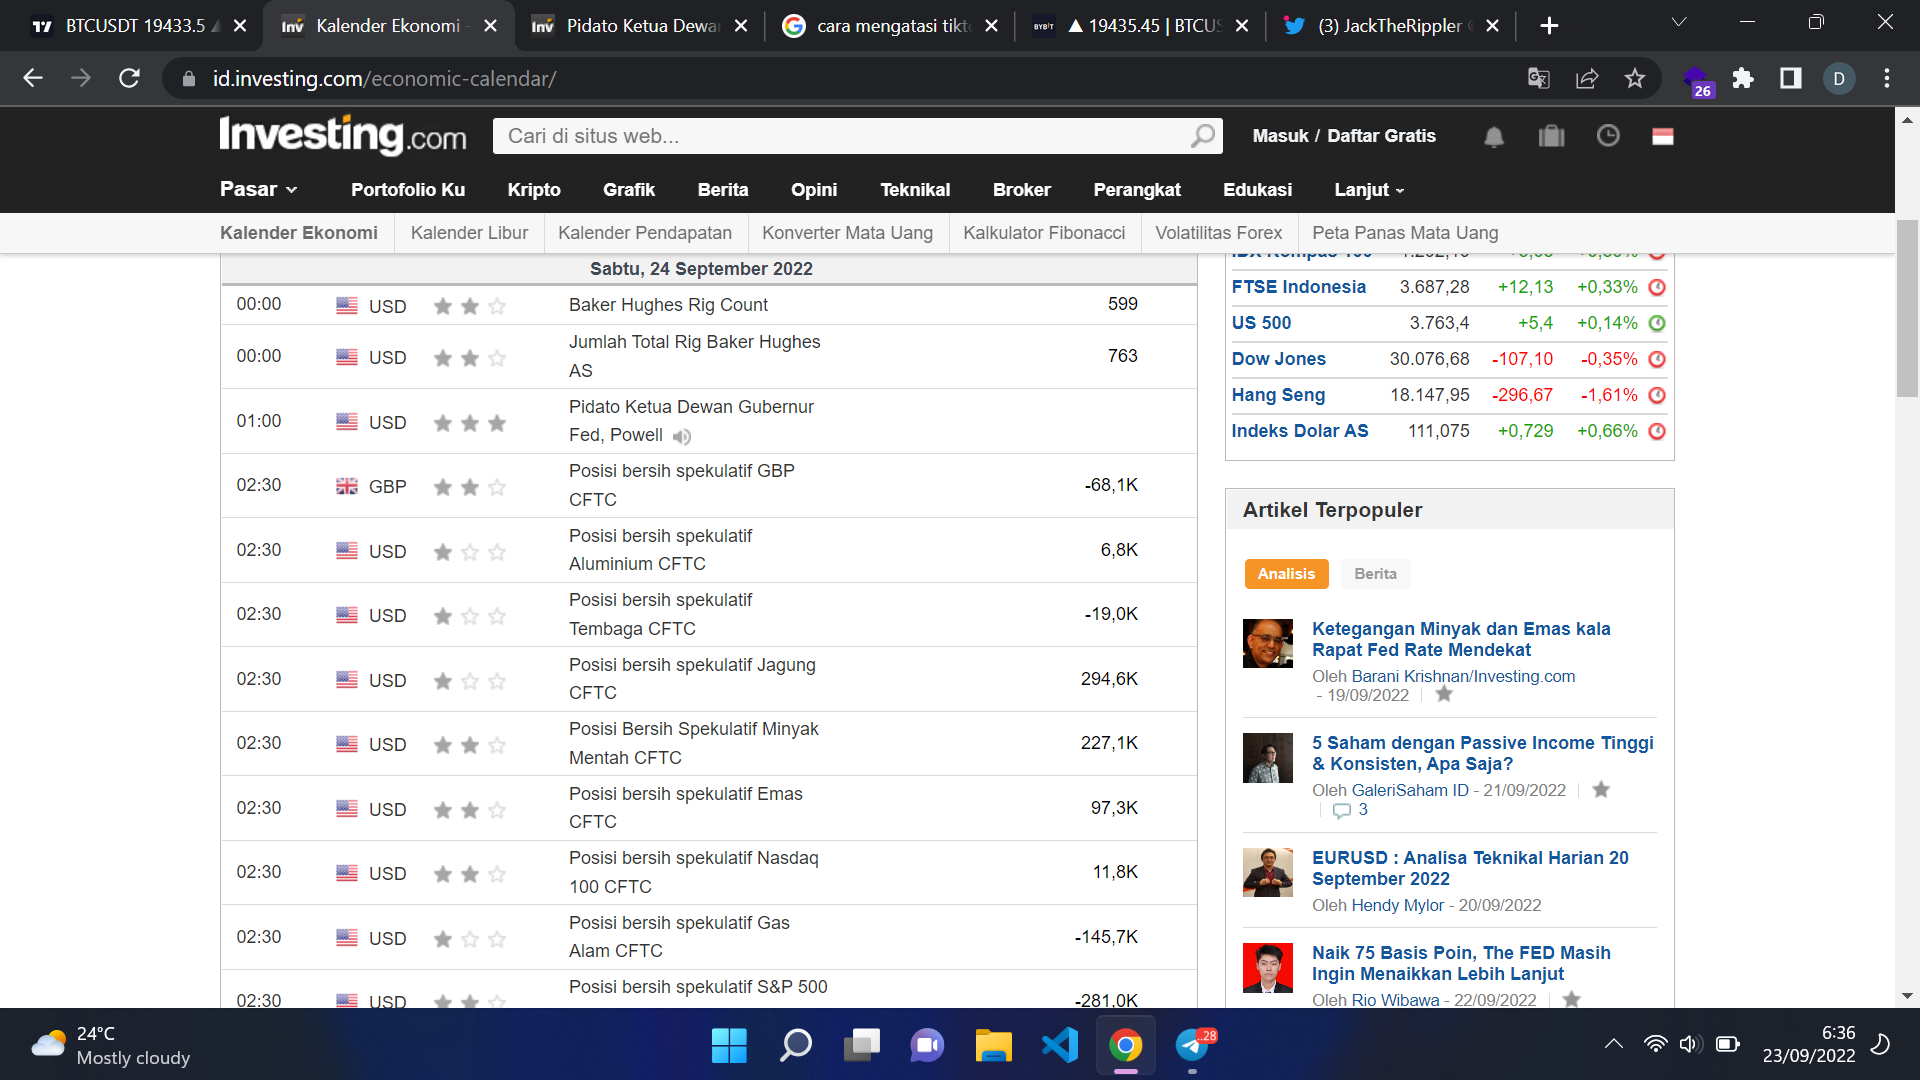 BTCUSDT 19433.5
Kalender Ekonomi -
Pidato Ketua Dewa
cara mengatasi tikt
▲ 19435.45 | BTCUS
(3) JackTheRippler
id.investing.com/economic-calendar/
26
D
Investing.com
Cari di situs web...
Masuk / Daftar Gratis
Pasar
Portofolio Ku
Kripto
Grafik
Berita
Opini
Teknikal
Broker
Perangkat
Edukasi
Lanjut
Kalender Ekonomi
Kalender Libur
Kalender Pendapatan
Konverter Mata Uang
Kalkulator Fibonacci
Volatilitas Forex
Peta Panas Mata Uang
Sabtu, 24 September 2022
00:00 USD Baker Hughes Rig Count 599
00:00 USD Jumlah Total Rig Baker Hughes 763
AS
01:00 USD Pidato Ketua Dewan Gubernur
Fed, Powell
02:30 GBP Posisi bersih spekulatif GBP -68,1K
CFTC
02:30 USD Posisi bersih spekulatif 6,8K
Aluminium CFTC
02:30 USD Posisi bersih spekulatif -19,0K
Tembaga CFTC
02:30 USD Posisi bersih spekulatif Jagung 294,6K
CFTC
02:30 USD Posisi Bersih Spekulatif Minyak 227,1K
Mentah CFTC
02:30 USD Posisi bersih spekulatif Emas 97,3K
CFTC
02:30 USD Posisi bersih spekulatif Nasdaq 11,8K
100 CFTC
02:30 USD Posisi bersih spekulatif Gas -145,7K
Alam CFTC
02:30 USD Posisi bersih spekulatif S&P 500 -281,0K
FTSE Indonesia 3.687,28 +12,13 +0,33%
US 500 3.763,4 +5,4 +0,14%
Dow Jones 30.076,68 -107,10 -0,35%
Hang Seng 18.147,95 -296,67 -1,61%
Indeks Dolar AS 111,075 +0,729 +0,66%
Artikel Terpopuler
Analisis
Berita
Ketegangan Minyak dan Emas kala
Rapat Fed Rate Mendekat
Oleh Barani Krishnan/Investing.com
- 19/09/2022
5 Saham dengan Passive Income Tinggi
& Konsisten, Apa Saja?
Oleh GaleriSaham ID - 21/09/2022
3
EURUSD : Analisa Teknikal Harian 20
September 2022
Oleh Hendy Mylor - 20/09/2022
Naik 75 Basis Poin, The FED Masih
Ingin Menaikkan Lebih Lanjut
Oleh Rio Wibawa - 22/09/2022
24°C
Mostly cloudy
..28
6:36
23/09/2022